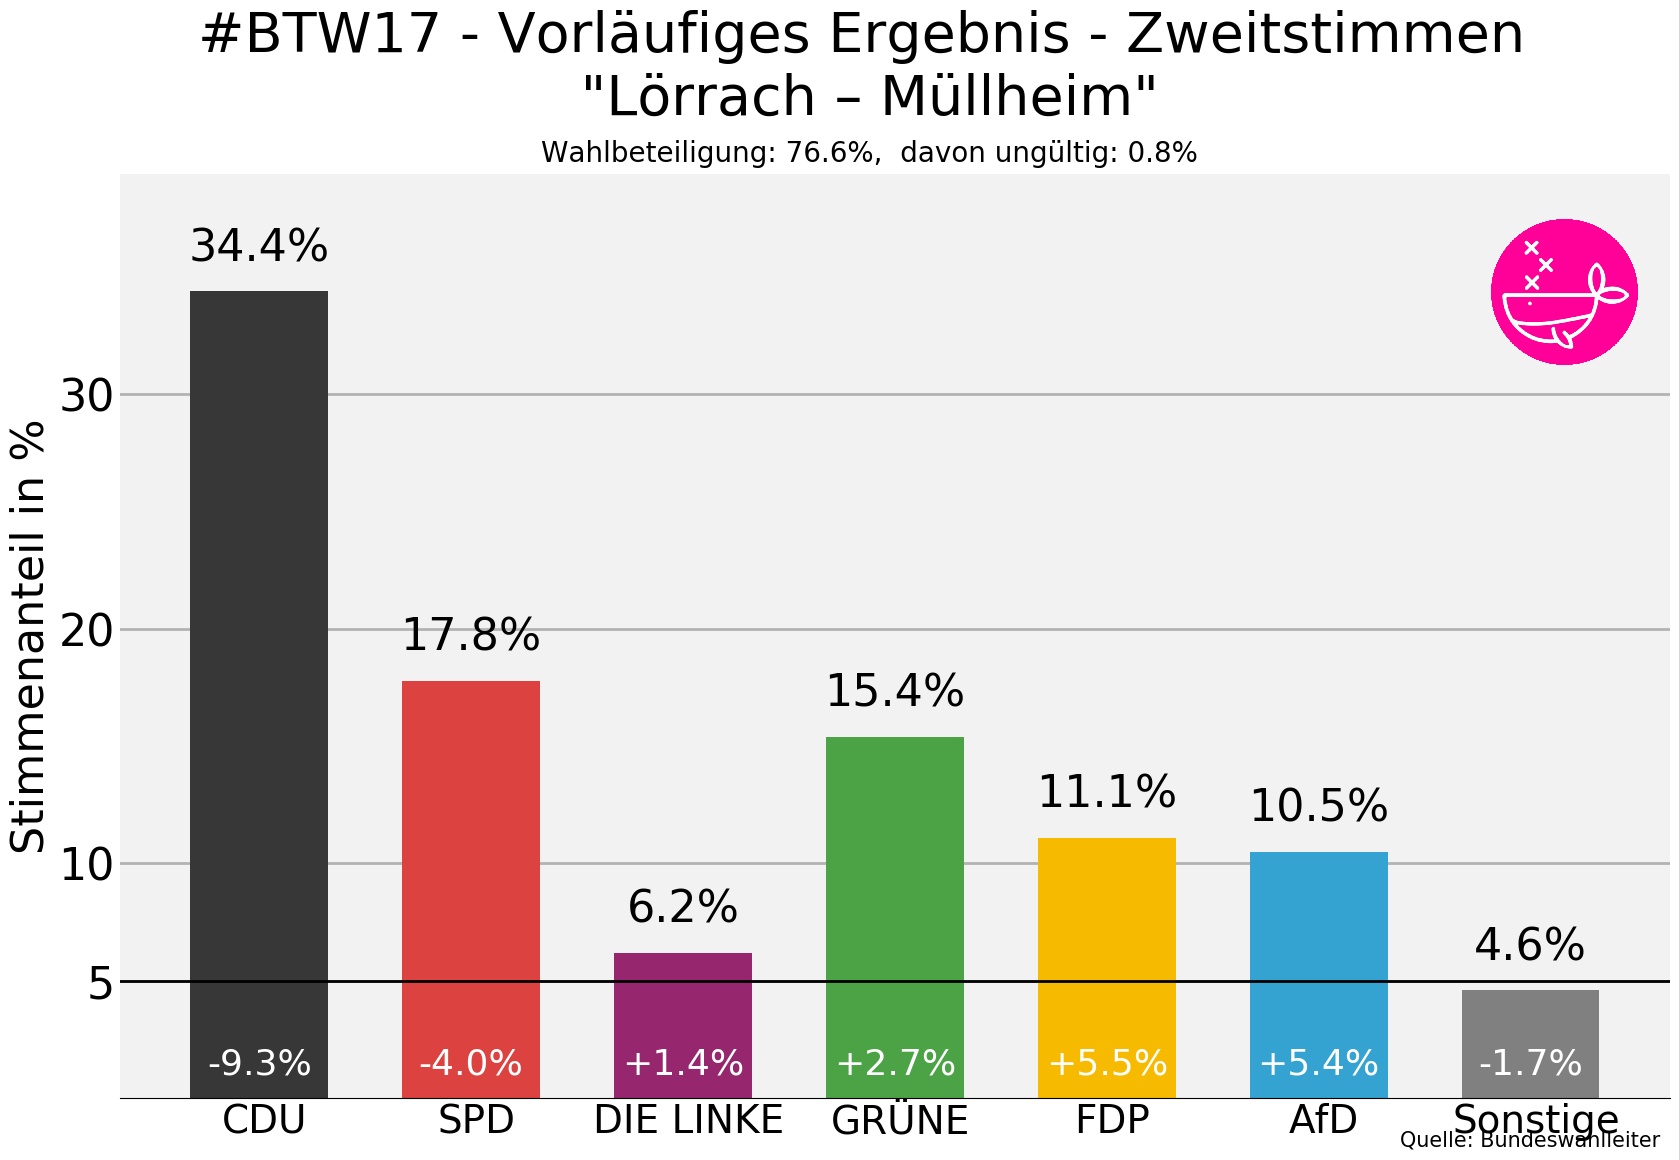 #BTW17 - Vorläufiges Ergebnis - Zweitstimmen
"Lörrach – Müllheim"
Wahlbeteiligung: 76.6%,  davon ungültig: 0.8%
Stimmenanteil in %
30
20
10
5
34.4%
17.8%
6.2%
15.4%
11.1%
10.5%
4.6%
-9.3%
-4.0%
+1.4%
+2.7%
+5.5%
+5.4%
-1.7%
CDU
SPD
DIE LINKE
GRÜNE
FDP
AfD
Sonstige
Quelle: Bundeswahlleiter